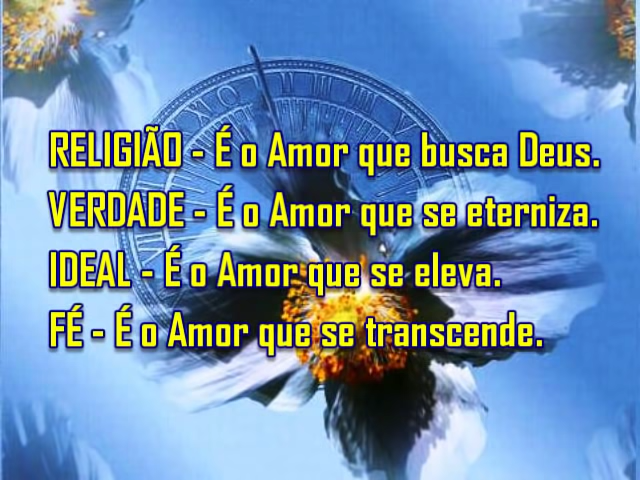 RELIGIÃO - É o Amor que busca Deus.
VERDADE - É o Amor que se eterniza.
IDEAL - É o Amor que se eleva.
FÉ - É o Amor que se transcende.